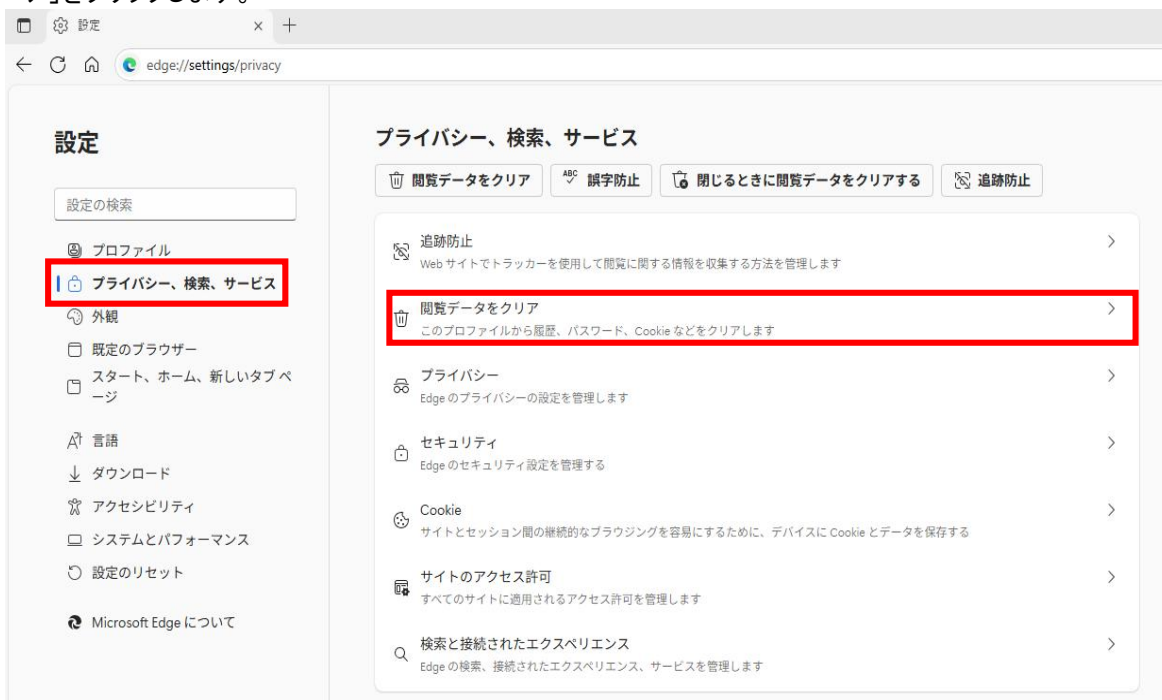 設定
edge://settings/privacy
設定
設定の検索
プロファイル
プライバシー、検索、サービス
外観
既定のブラウザー
スタート、ホーム、新しいタブ ペ
ージ
言語
ダウンロード
アクセシビリティ
システムとパフォーマンス
設定のリセット
Microsoft Edge について
プライバシー、検索、サービス
閲覧データをクリア
ABC 誤字防止
閉じるときに閲覧データをクリアする
追跡防止
追跡防止
Web サイトでトラッカーを使用して閲覧に関する情報を収集する方法を管理します
閲覧データをクリア
このプロファイルから履歴、パスワード、Cookie などをクリアします
プライバシー
Edge のプライバシーの設定を管理します
セキュリティ
Edge のセキュリティ設定を管理する
Cookie
サイトとセッション間の継続的なブラウジングを容易にするために、デバイスに Cookie とデータを保存する
サイトのアクセス許可
すべてのサイトに適用されるアクセス許可を管理します
検索と接続されたエクスペリエンス
Edge の検索、接続されたエクスペリエンス、サービスを管理します